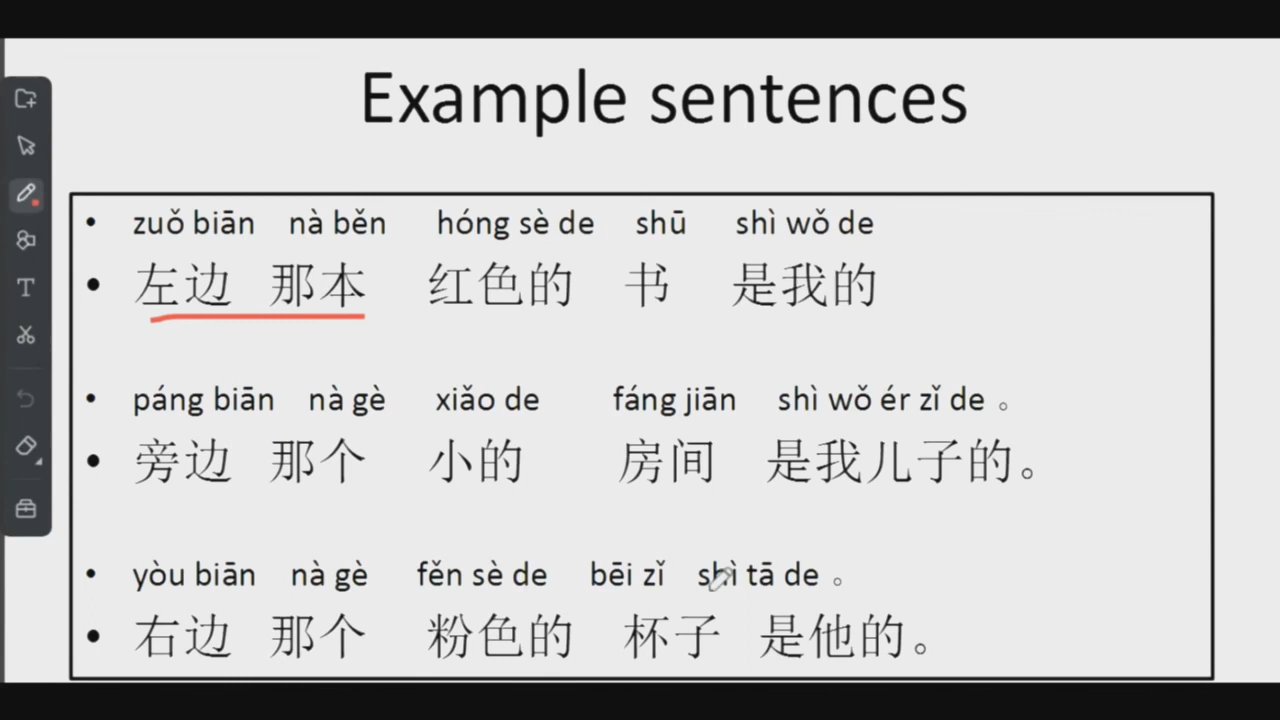 Example sentences
• zuǒ biān nà běn hóng sè de shū shì wǒ de
• 左边 那本 红色的 书 是我的
• páng biān nà gè xiǎo de fáng jiān shì wǒ ér zǐ de 。
• 旁边 那个 小的 房间 是我儿子的。
• yòu biān nà gè fěn sè de bēi zǐ shì tā de 。
• 右边 那个 粉色的 杯子 是他的。